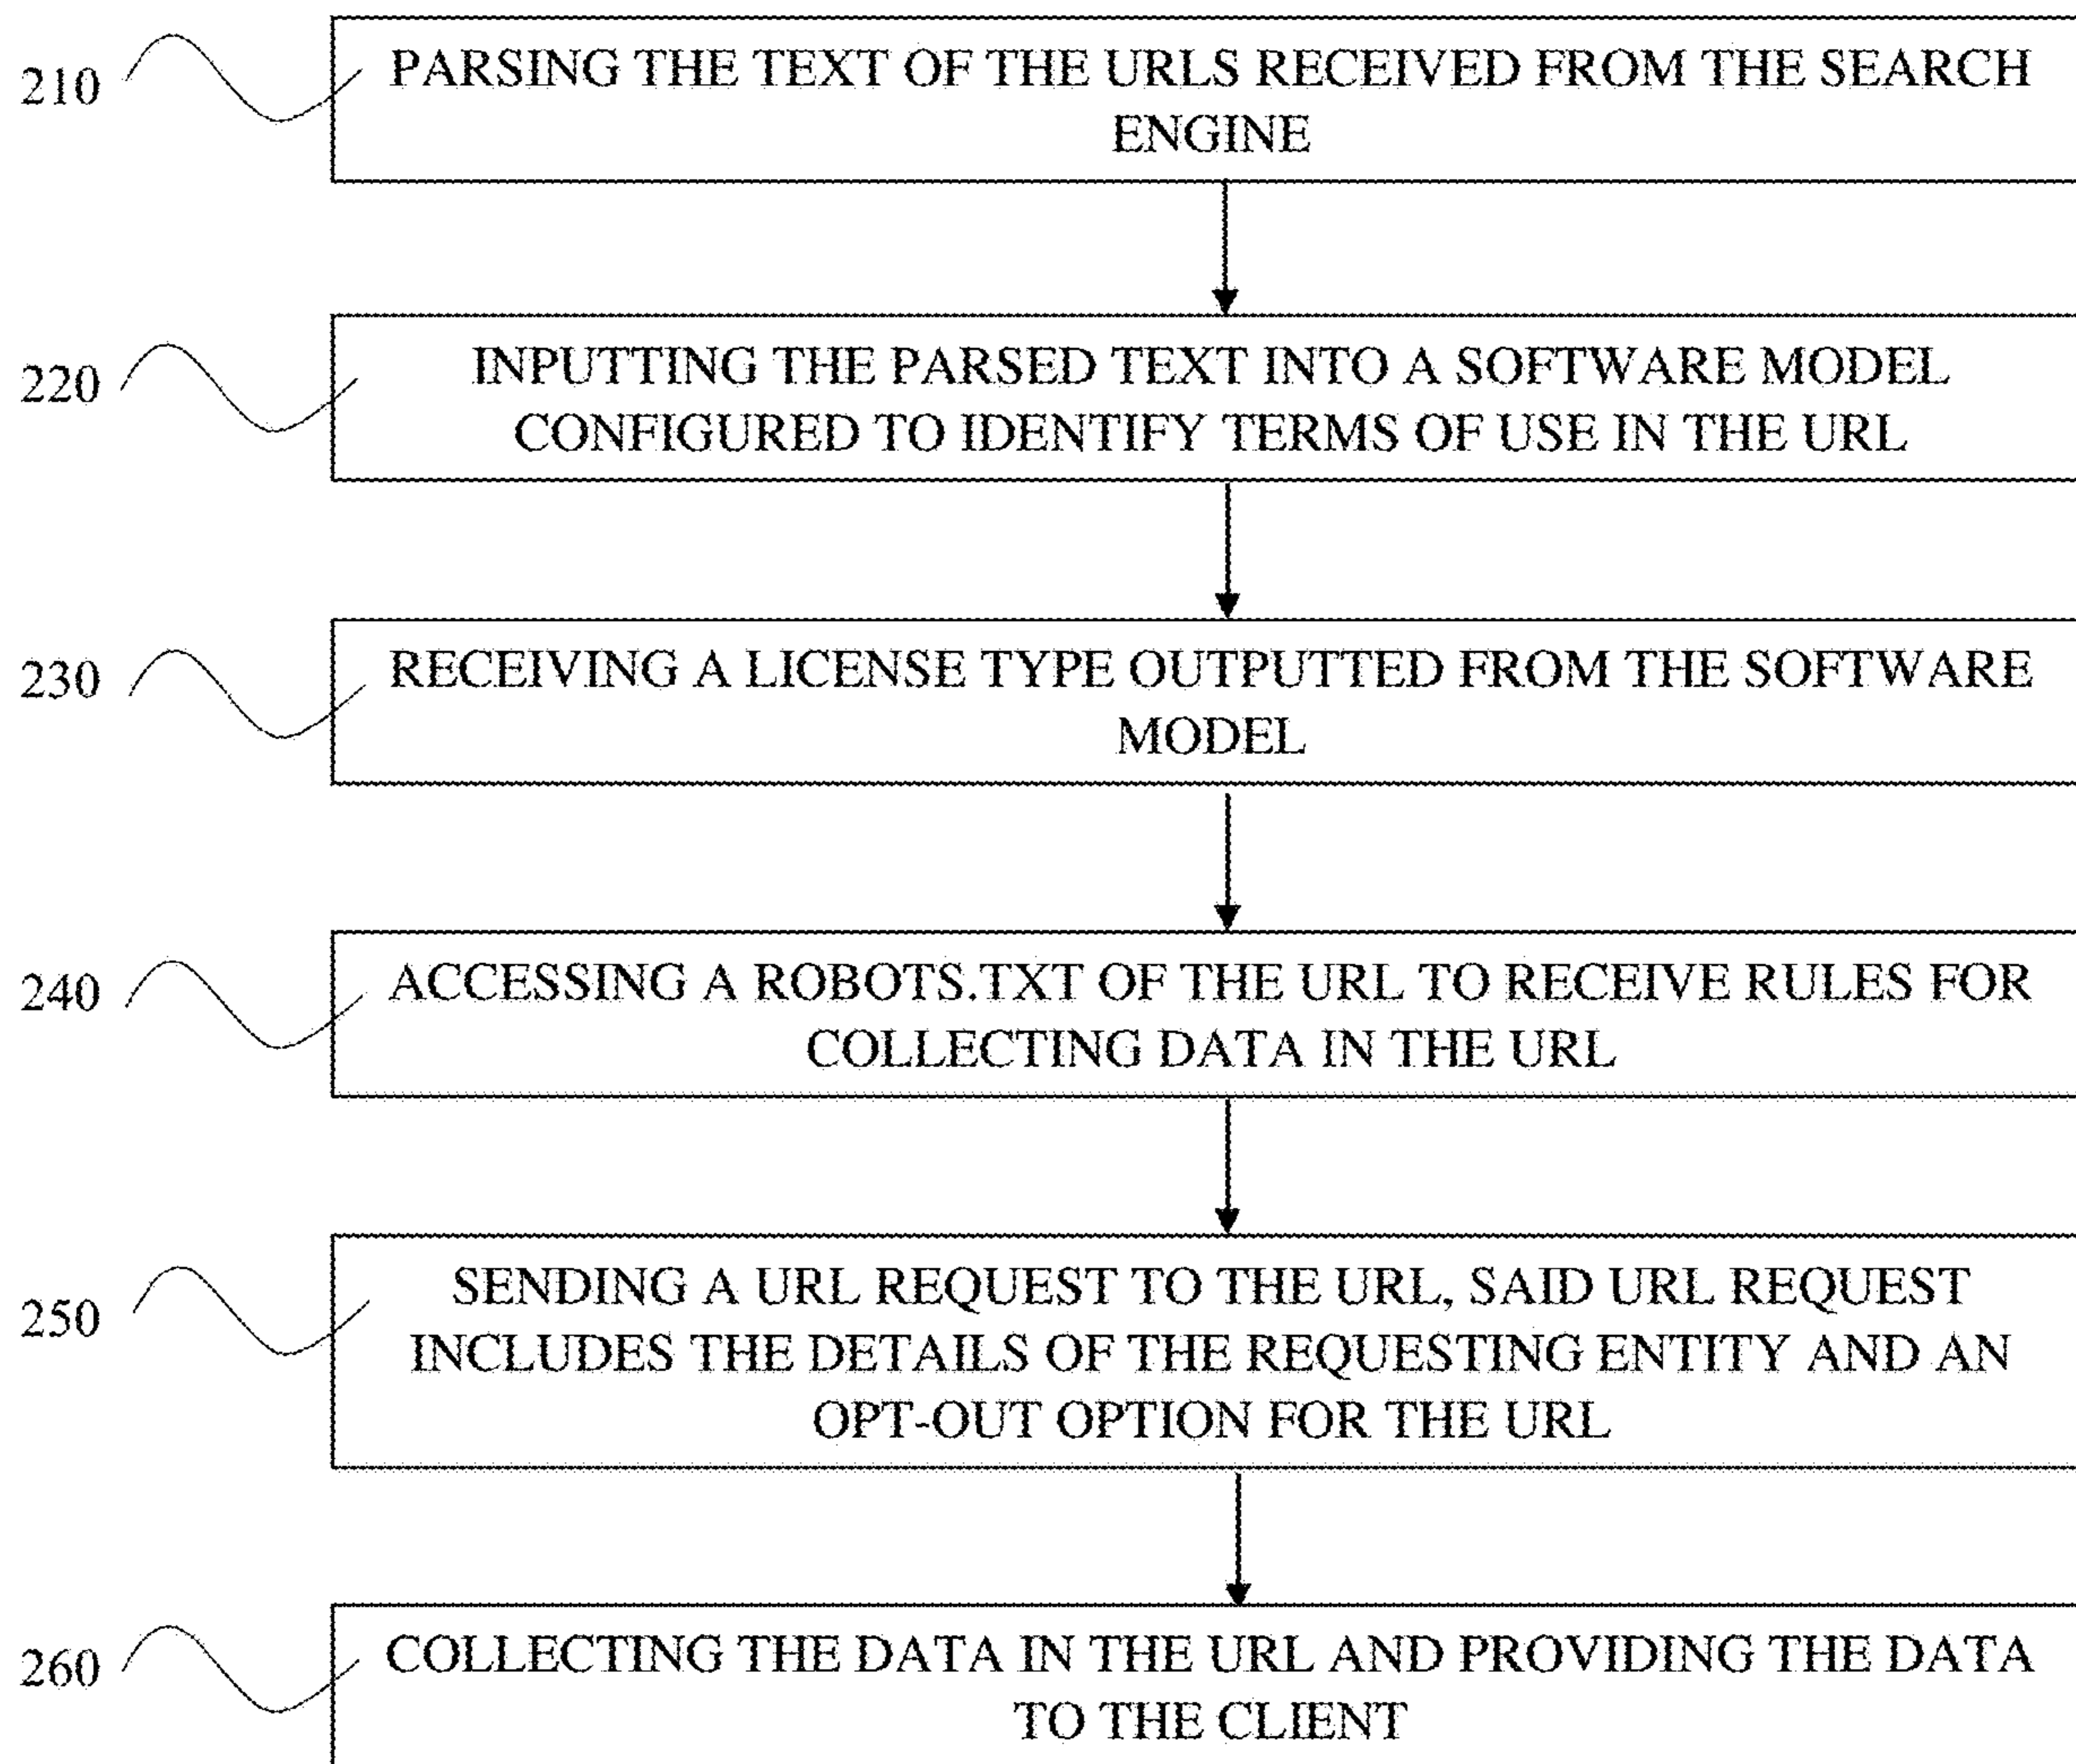 210
PARSING THE TEXT OF THE URLS RECEIVED FROM THE SEARCH
ENGINE
220
INPUTTING THE PARSED TEXT INTO A SOFTWARE MODEL
CONFIGURED TO IDENTIFY TERMS OF USE IN THE URL
230
RECEIVING A LICENSE TYPE OUTPUTTED FROM THE SOFTWARE
MODEL
240
ACCESSING A ROBOTS.TXT OF THE URL TO RECEIVE RULES FOR
COLLECTING DATA IN THE URL
250
SENDING A URL REQUEST TO THE URL, SAID URL REQUEST
INCLUDES THE DETAILS OF THE REQUESTING ENTITY AND AN
OPT-OUT OPTION FOR THE URL
260
COLLECTING THE DATA IN THE URL AND PROVIDING THE DATA
TO THE CLIENT